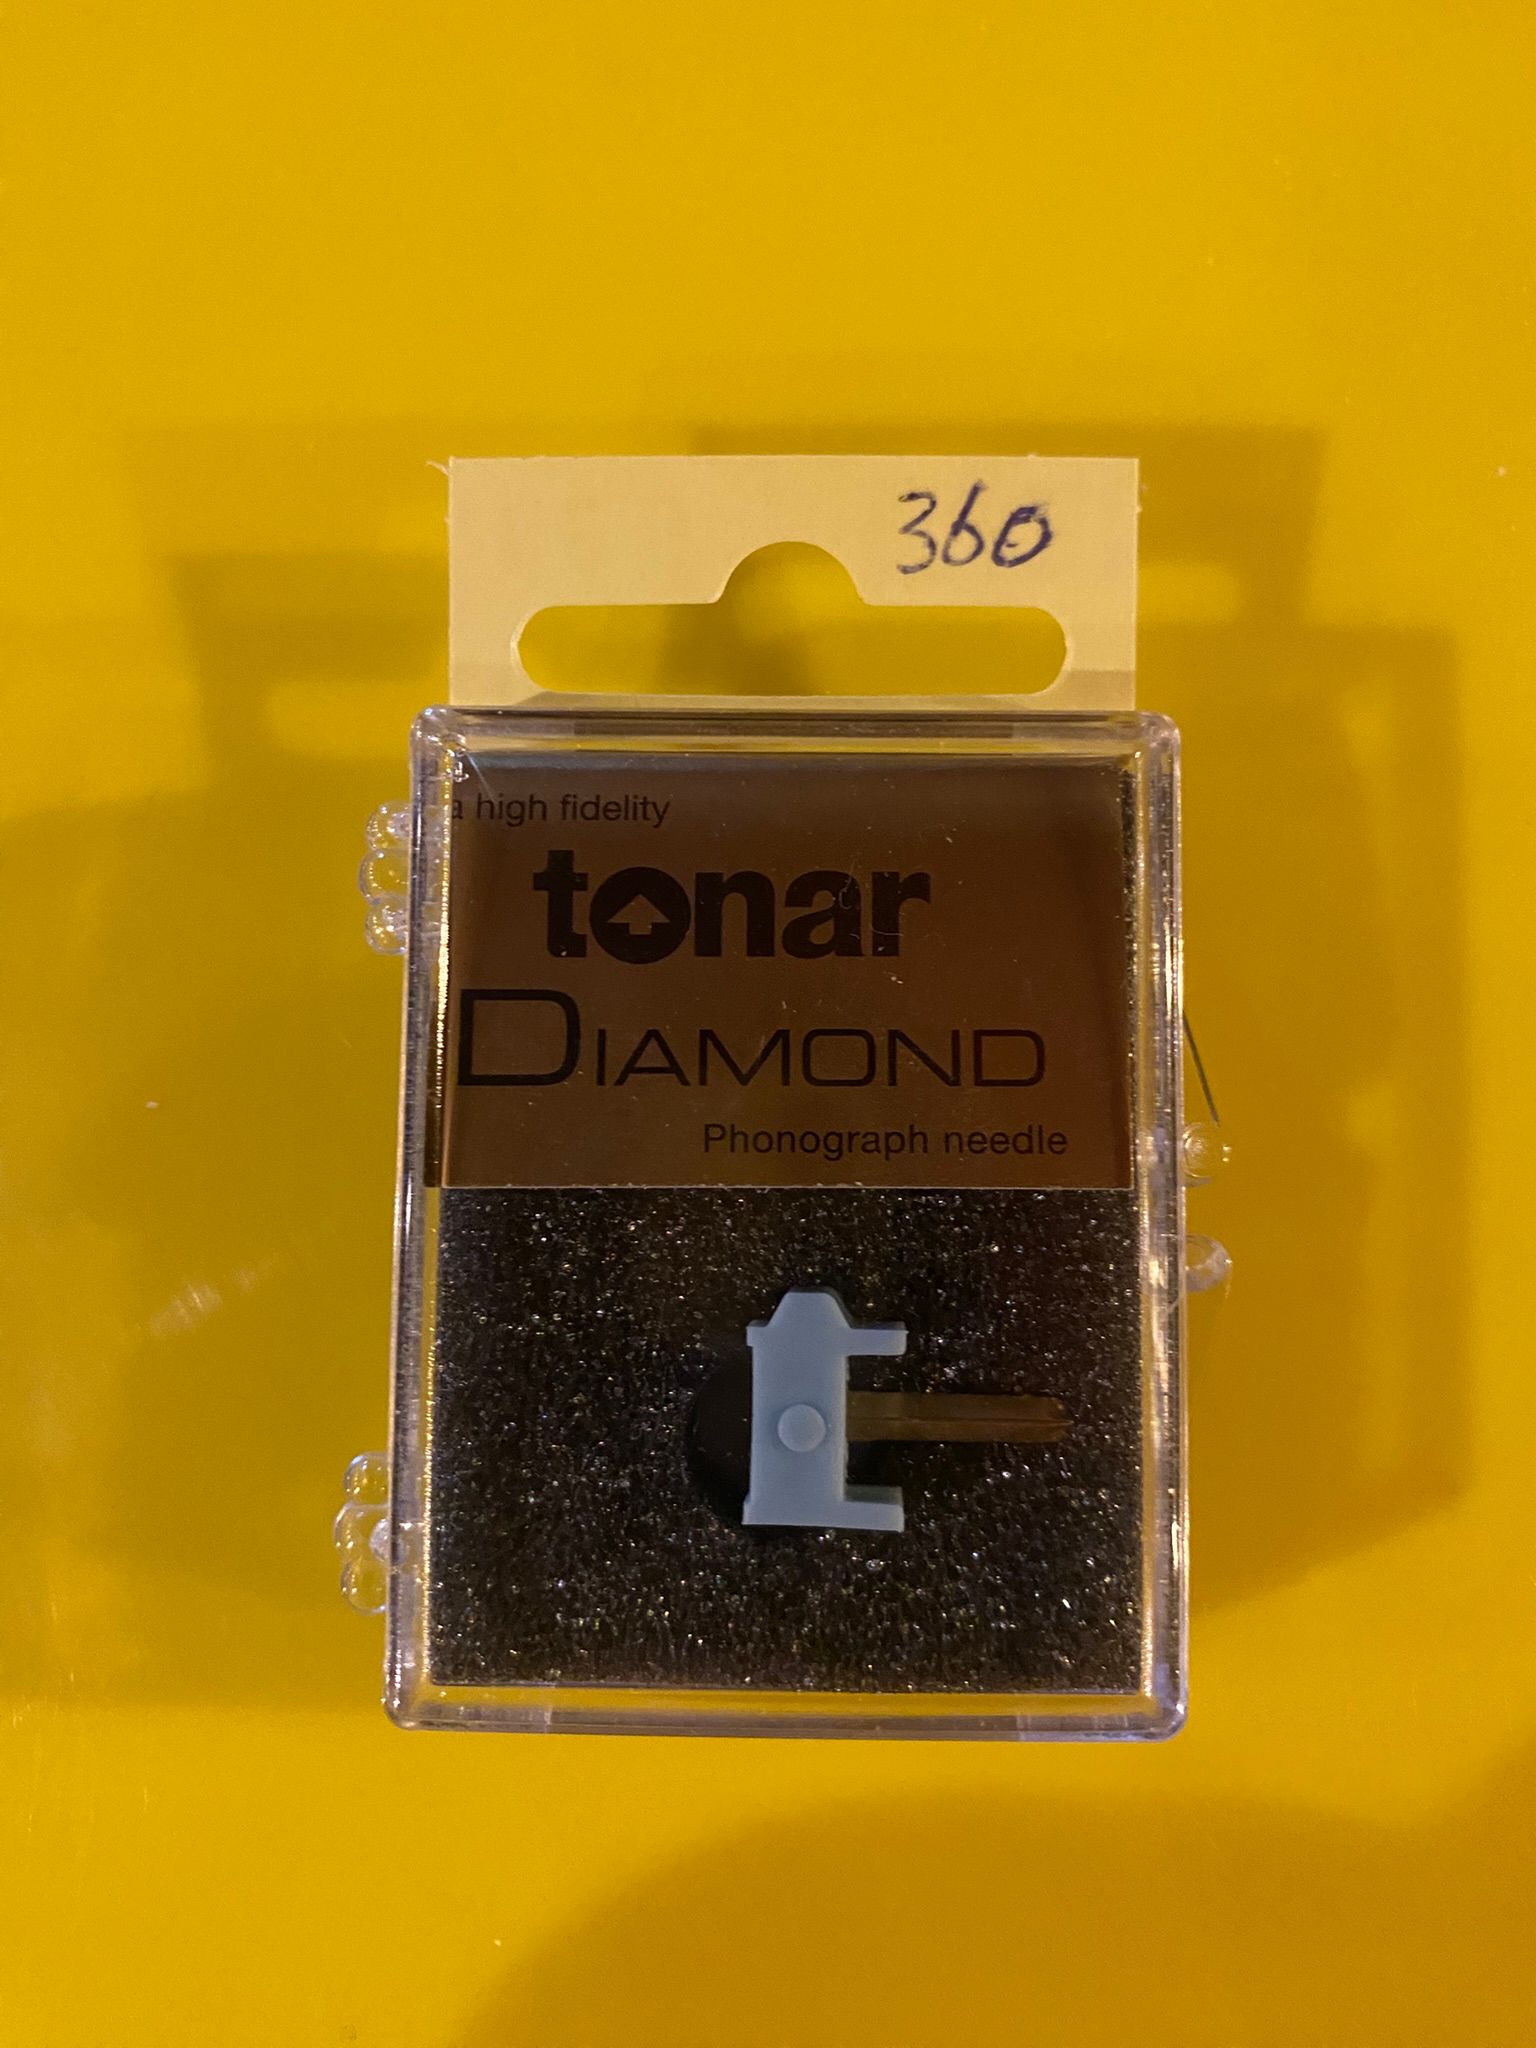 360
a high fidelity
tonar
DIAMOND
Phonograph needle